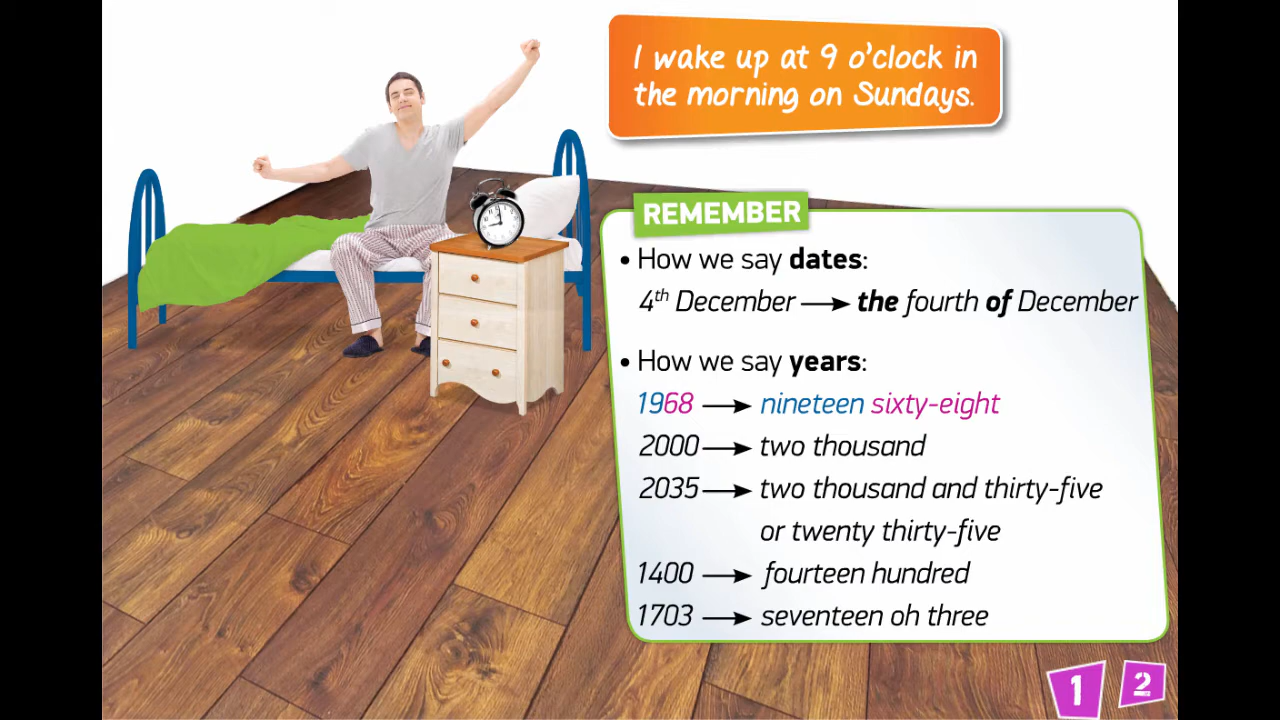 I wake up at 9 o'clock in
the morning on Sundays.
REMEMBER
• How we say dates:
4th December → the fourth of December
• How we say years:
1968 → nineteen sixty-eight
2000 → two thousand
2035 → two thousand and thirty-five
or twenty thirty-five
1400 → fourteen hundred
1703 → seventeen oh three
1 2